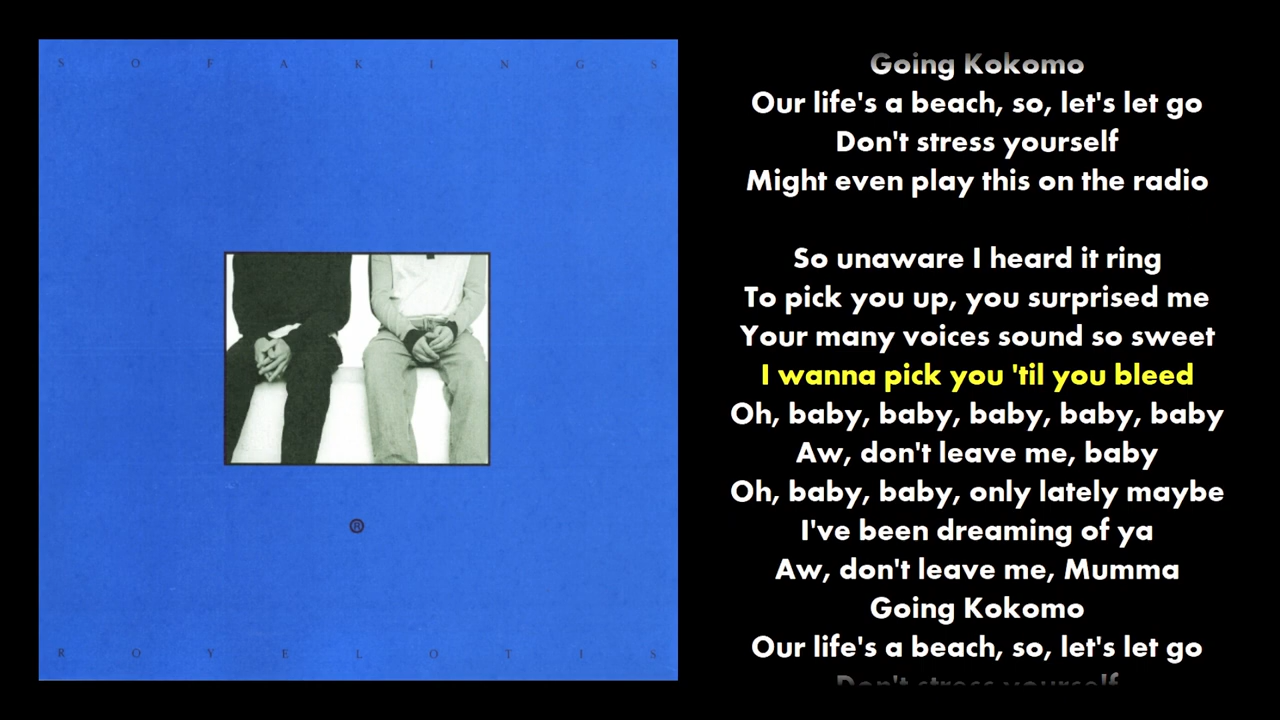 S O F A K I N G S
®
R O Y E L O T I S
Going Kokomo
Our life's a beach, so, let's let go
Don't stress yourself
Might even play this on the radio
So unaware I heard it ring
To pick you up, you surprised me
Your many voices sound so sweet
I wanna pick you 'til you bleed
Oh, baby, baby, baby, baby, baby
Aw, don't leave me, baby
Oh, baby, baby, only lately maybe
I've been dreaming of ya
Aw, don't leave me, Mumma
Going Kokomo
Our life's a beach, so, let's let go
Don't stress yourself